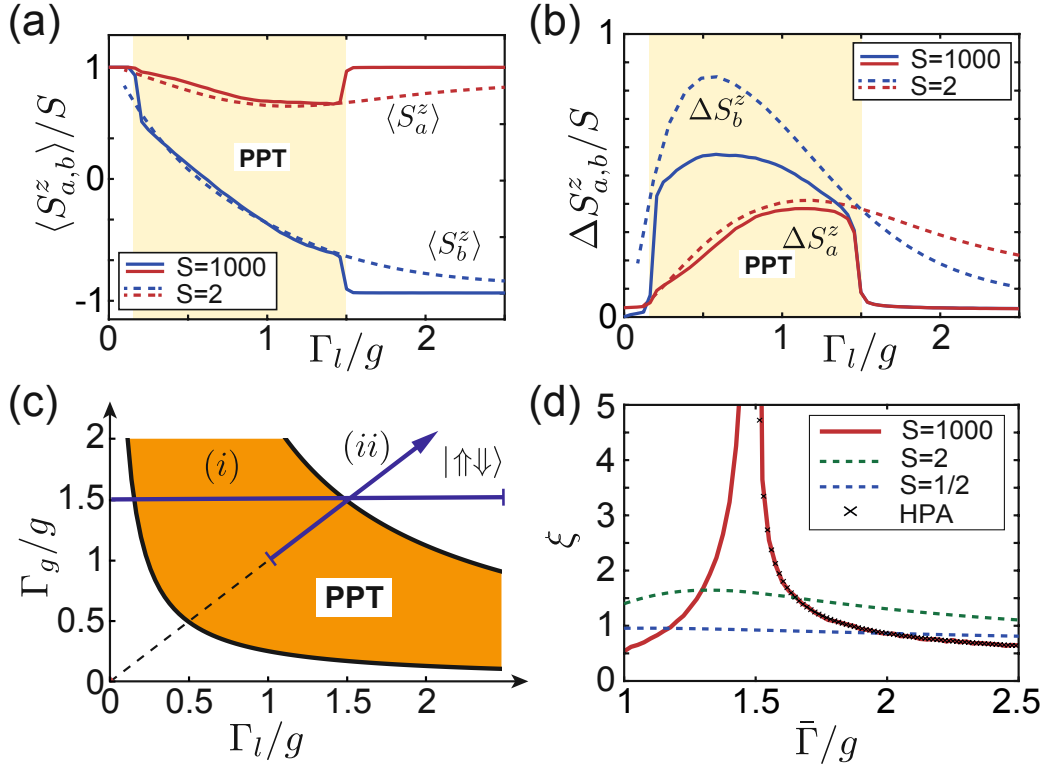 (a)
⟨S^z_{a,b}⟩/S
1
0
-1
PPT
⟨S^z_a⟩
⟨S^z_b⟩
S=1000
S=2
0 1 2
Γ_l/g
(b)
ΔS^z_{a,b}/S
1
0
S=1000
S=2
ΔS^z_b
ΔS^z_a
PPT
0 1 2
Γ_l/g
(c)
Γ_g/g
2
1.5
1
0.5
0
(i)
(ii)
|⇑⇓⟩
PPT
0 0.5 1 1.5 2
Γ_l/g
(d)
ξ
5
4
3
2
1
0
S=1000
S=2
S=1/2
HPA
1 1.5 2 2.5
Γ̄/g